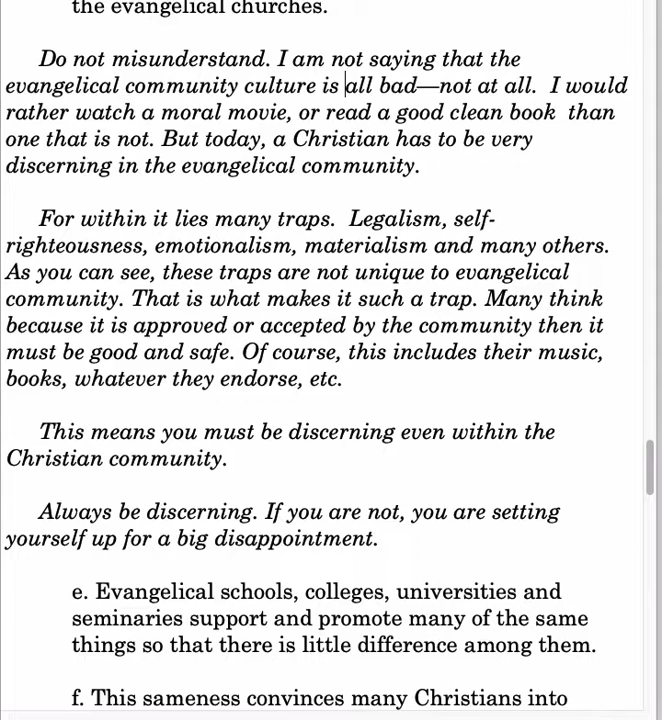 the evangelical churches.
Do not misunderstand. I am not saying that the
evangelical community culture is all bad—not at all.  I would
rather watch a moral movie, or read a good clean book  than
one that is not. But today, a Christian has to be very
discerning in the evangelical community.
For within it lies many traps.  Legalism, self-
righteousness, emotionalism, materialism and many others.
As you can see, these traps are not unique to evangelical
community. That is what makes it such a trap. Many think
because it is approved or accepted by the community then it
must be good and safe. Of course, this includes their music,
books, whatever they endorse, etc.
This means you must be discerning even within the
Christian community.
Always be discerning. If you are not, you are setting
yourself up for a big disappointment.
e. Evangelical schools, colleges, universities and
seminaries support and promote many of the same
things so that there is little difference among them.
f. This sameness convinces many Christians into